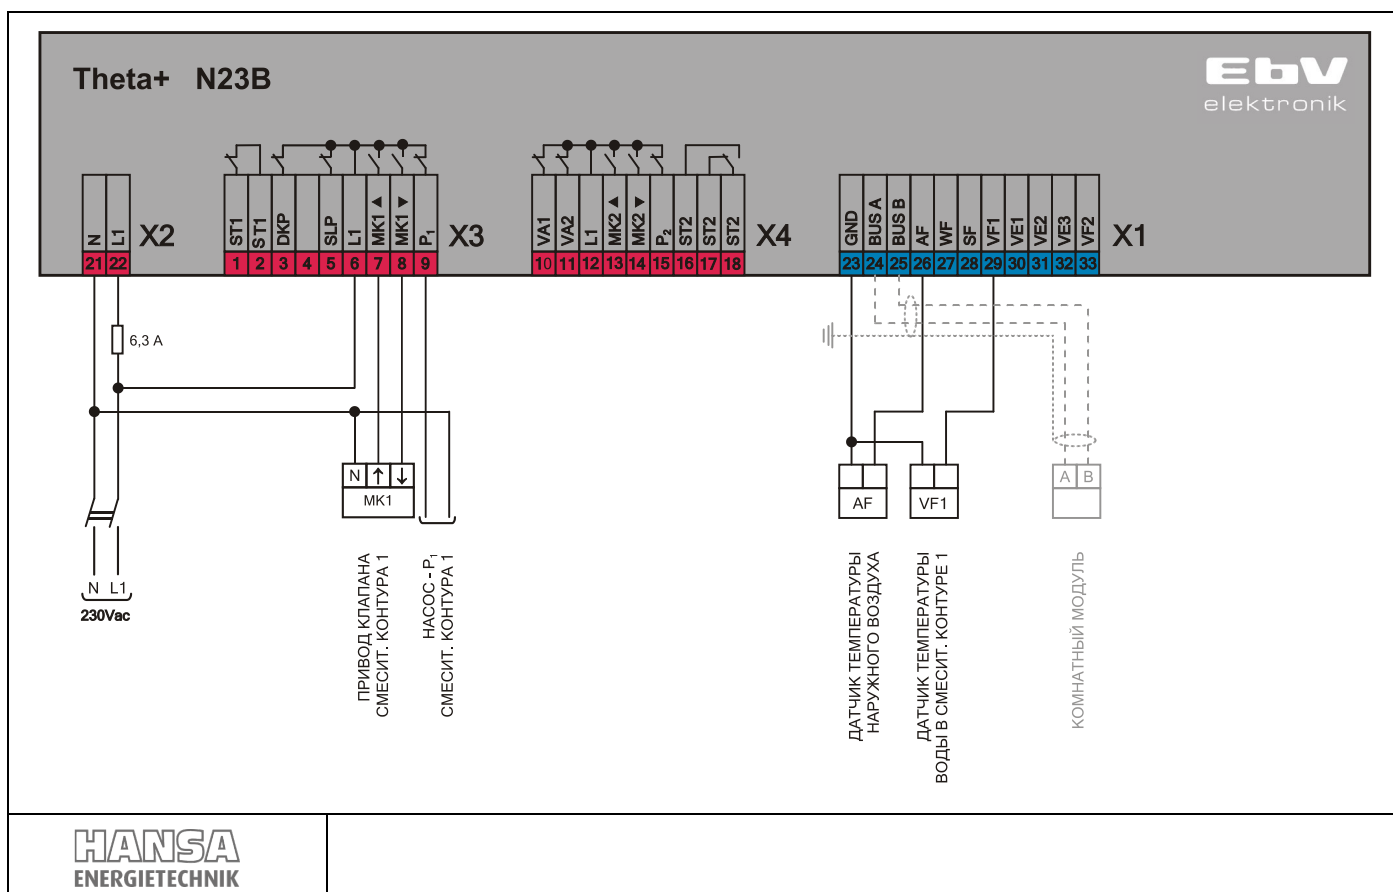 Theta+ N23B
EbV
elektronik
N
L1
X2
ST1
ST1
DKP
SLP
L1
MK1 ▲
MK1 ▼
P1
X3
VA1
VA2
L1
MK2 ▲
MK2 ▼
P2
ST2
ST2
ST2
X4
GND
BUS A
BUS B
AF
WF
SF
VF1
VE1
VE2
VE3
VF2
X1
21 22
1 2 3 4 5 6 7 8 9
10 11 12 13 14 15 16 17 18
23 24 25 26 27 28 29 30 31 32 33
6,3 A
N ↑ ↓
MK1
AF
VF1
A B
N L1
230Vac
ПРИВОД КЛАПАНА
СМЕСИТ. КОНТУРА 1
НАСОС - P1
СМЕСИТ. КОНТУРА 1
ДАТЧИК ТЕМПЕРАТУРЫ
НАРУЖНОГО ВОЗДУХА
ДАТЧИК ТЕМПЕРАТУРЫ
ВОДЫ В СМЕСИТ. КОНТУРЕ 1
КОМНАТНЫЙ МОДУЛЬ
HANSA
ENERGIETECHNIK